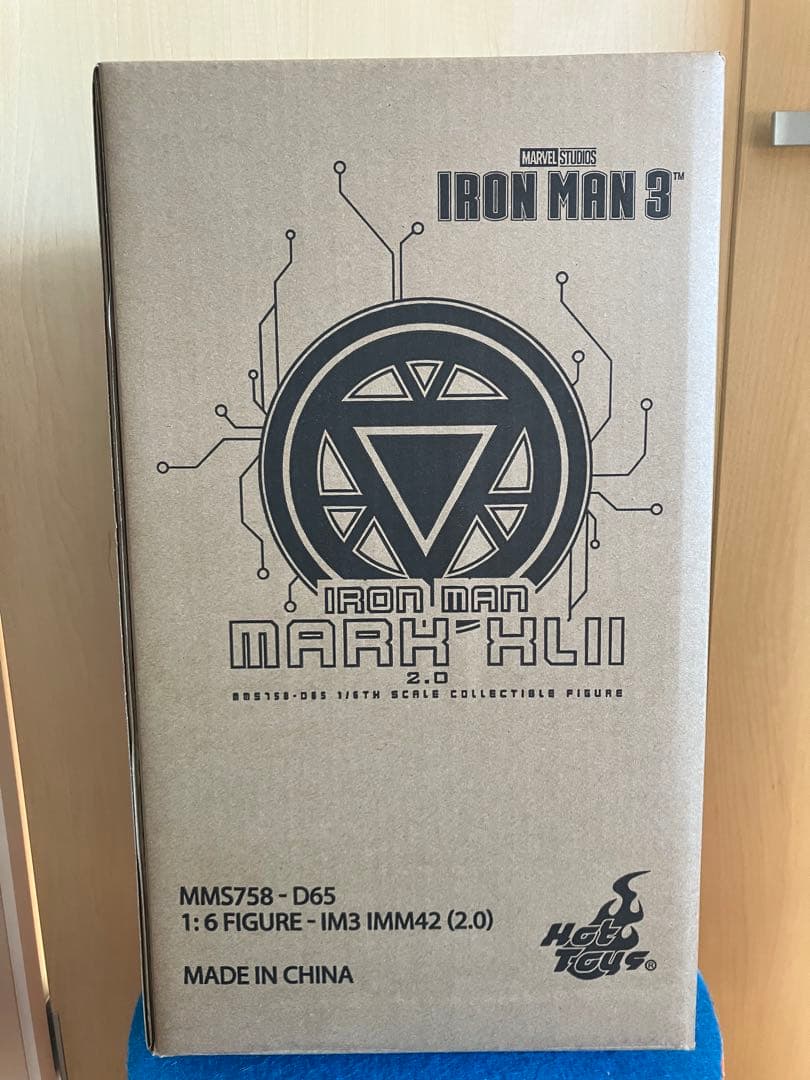 MARVEL STUDIOS
IRON MAN 3™
IRON MAN
MARK XLII
2.0
MMS758-D65 1/6TH SCALE COLLECTIBLE FIGURE
MMS758 - D65
1: 6 FIGURE - IM3 IMM42 (2.0)
MADE IN CHINA
Hot
Toys®